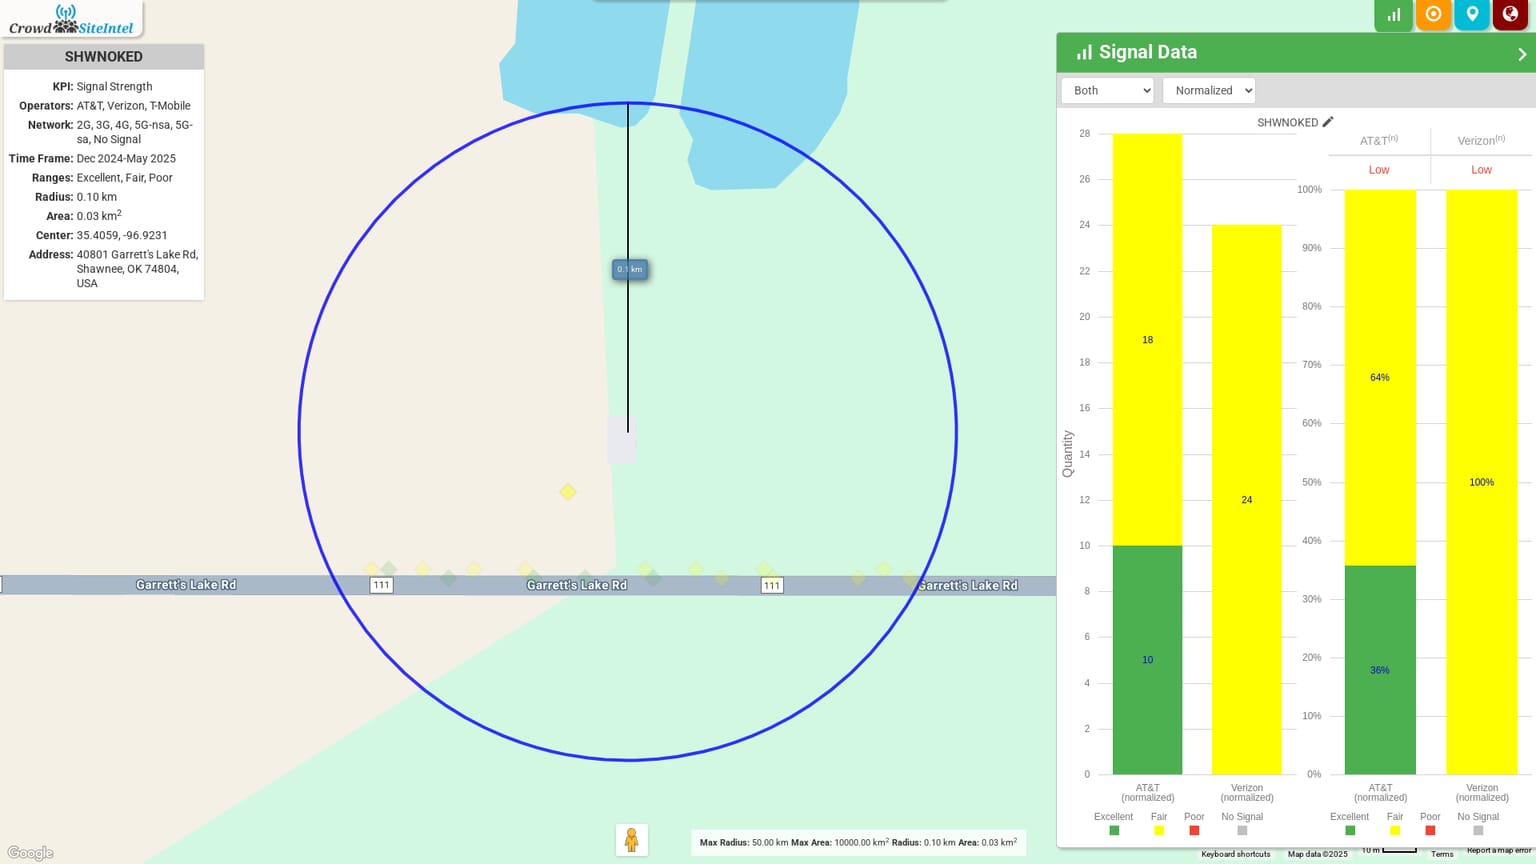 Crowd SiteIntel
SHWNOKED
KPI: Signal Strength
Operators: AT&T, Verizon, T-Mobile
Network: 2G, 3G, 4G, 5G-nsa, 5G-
sa, No Signal
Time Frame: Dec 2024-May 2025
Ranges: Excellent, Fair, Poor
Radius: 0.10 km
Area: 0.03 km²
Center: 35.4059, -96.9231
Address: 40801 Garrett's Lake Rd,
Shawnee, OK 74804,
USA
0.1 km
Garrett's Lake Rd
111
Garrett's Lake Rd
111
Garrett's Lake Rd
Google
Max Radius: 50.00 km Max Area: 10000.00 km² Radius: 0.10 km Area: 0.03 km²
Signal Data
Both
Normalized
SHWNOKED
Quantity
28
26
24
22
20
18
16
14
12
10
8
6
4
2
0
18
10
24
AT&T
(normalized)
Verizon
(normalized)
Excellent
Fair
Poor
No Signal
AT&T(n)
Verizon(n)
Low
Low
100%
90%
80%
70%
60%
50%
40%
30%
20%
10%
0%
64%
36%
100%
AT&T
(normalized)
Verizon
(normalized)
Excellent
Fair
Poor
No Signal
Keyboard shortcuts
Map data ©2025
10 m
Terms
Report a map error